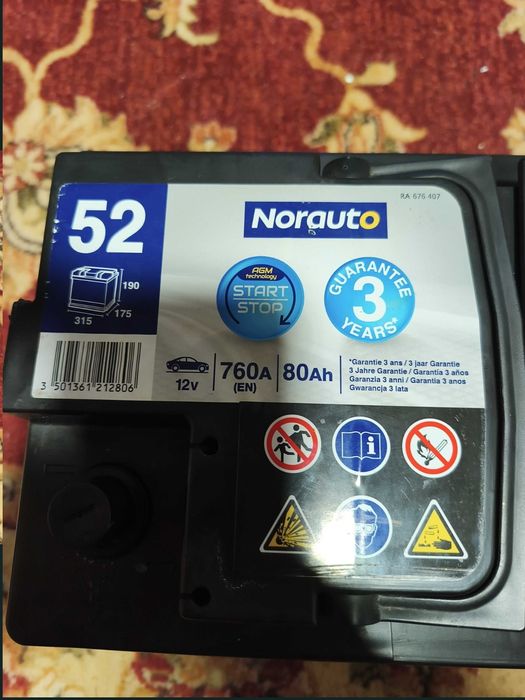 RA 676 407
52
Norauto
190
175
315
AGM
technology
START
STOP
GUARANTEE
3
YEARS*
3 501361 212806
12v
760A
(EN)
80Ah
*Garantie 3 ans / 3 jaar Garantie
3 Jahre Garantie / Garantía 3 años
Garanzia 3 anni / Garantia 3 anos
Gwarancja 3 lata
i